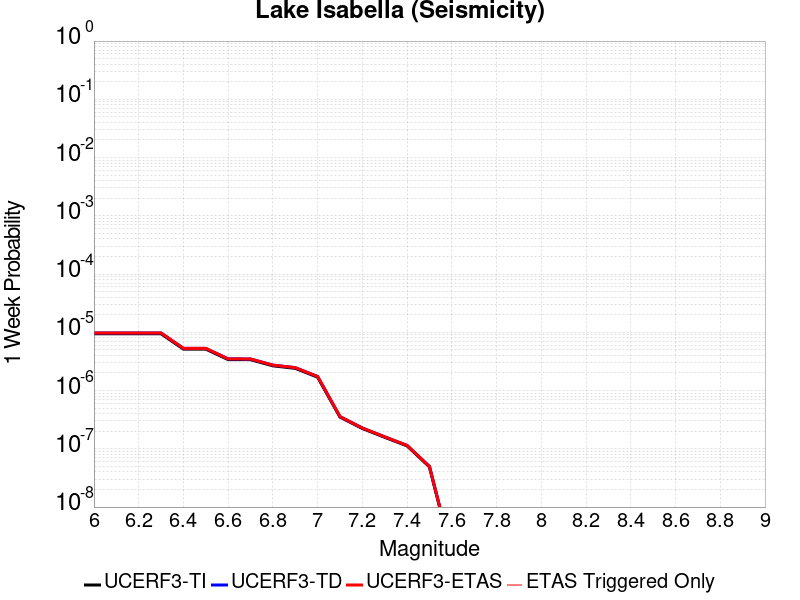 Lake Isabella (Seismicity)
1 Week Probability
10^0
10^-1
10^-2
10^-3
10^-4
10^-5
10^-6
10^-7
10^-8
6 6.2 6.4 6.6 6.8 7 7.2 7.4 7.6 7.8 8 8.2 8.4 8.6 8.8 9
Magnitude
UCERF3-TI UCERF3-TD UCERF3-ETAS ETAS Triggered Only